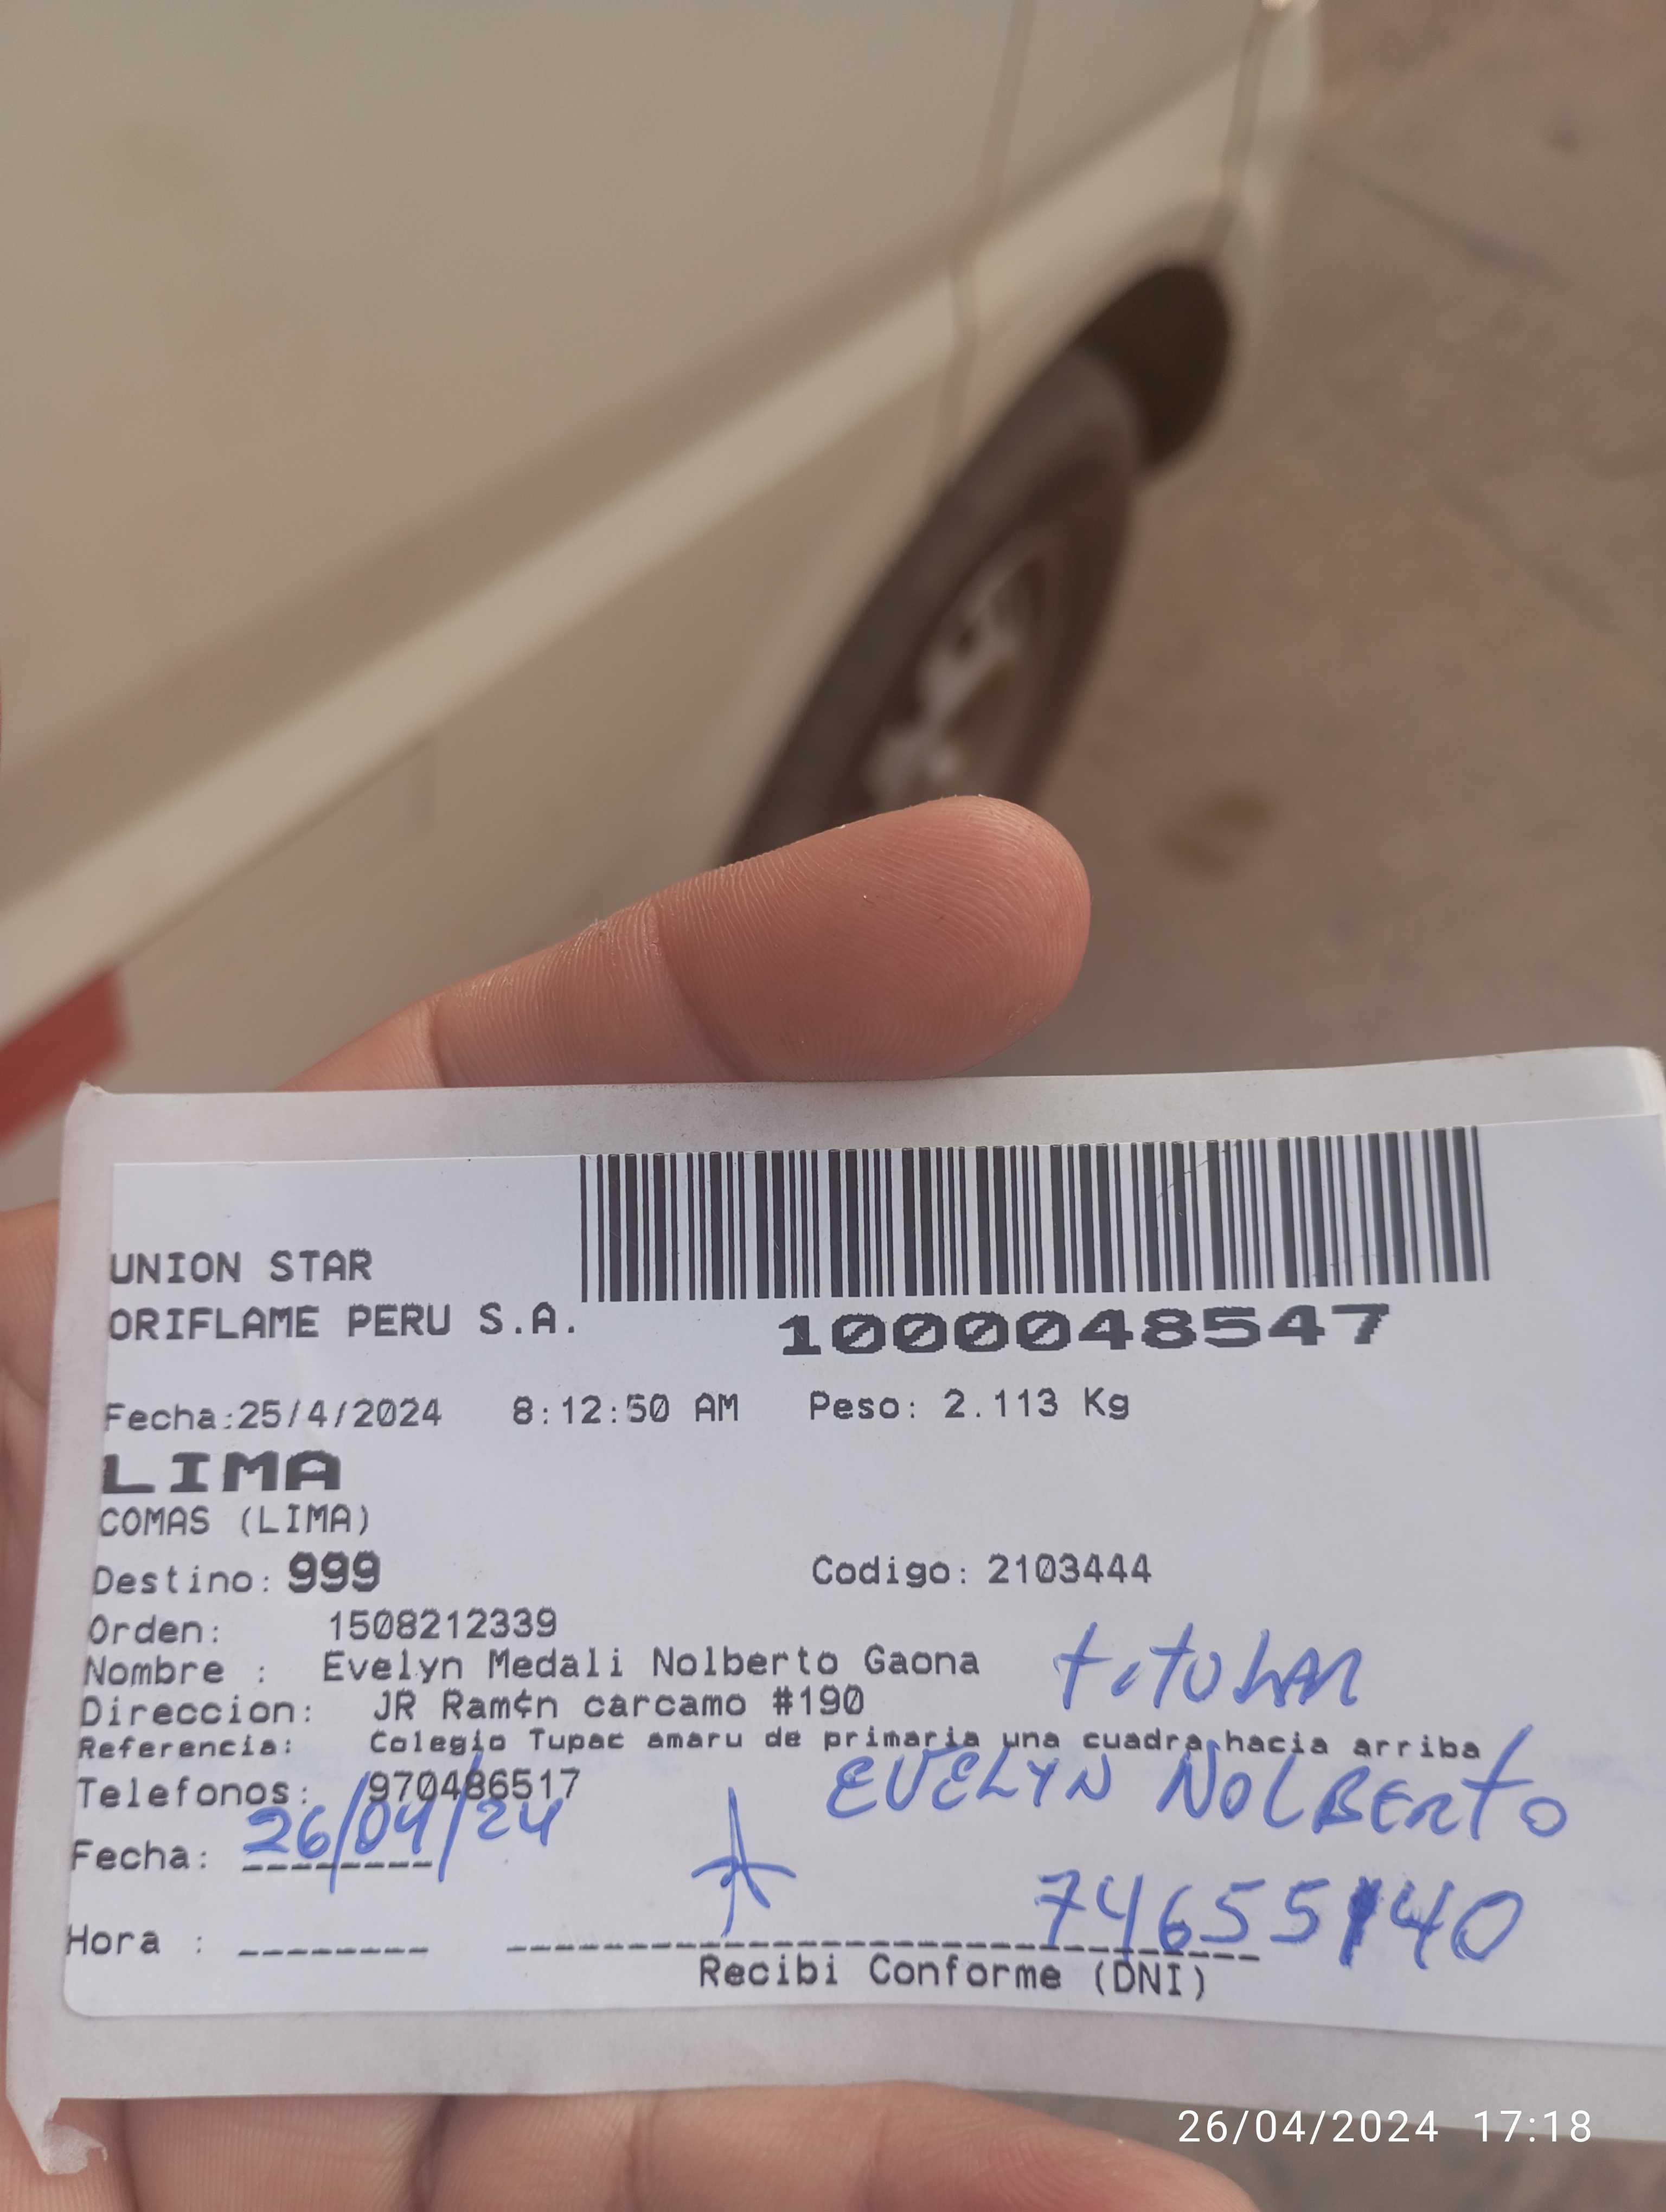 UNION STAR
ORIFLAME PERU S.A.
1000048547
Fecha:25/4/2024 8:12:50 AM Peso: 2.113 Kg
LIMA
COMAS (LIMA)
Destino: 999 Codigo: 2103444
Orden: 1508212339
Nombre : Evelyn Medali Nolberto Gaona titular
Direccion: JR Ram¢n carcamo #190
Referencia: Colegio Tupac amaru de primaria una cuadra hacia arriba
Telefonos: 970486517 EVELYN NOLBERTO
Fecha: 26/04/24
74655140
Hora :
Recibi Conforme (DNI)
26/04/2024 17:18